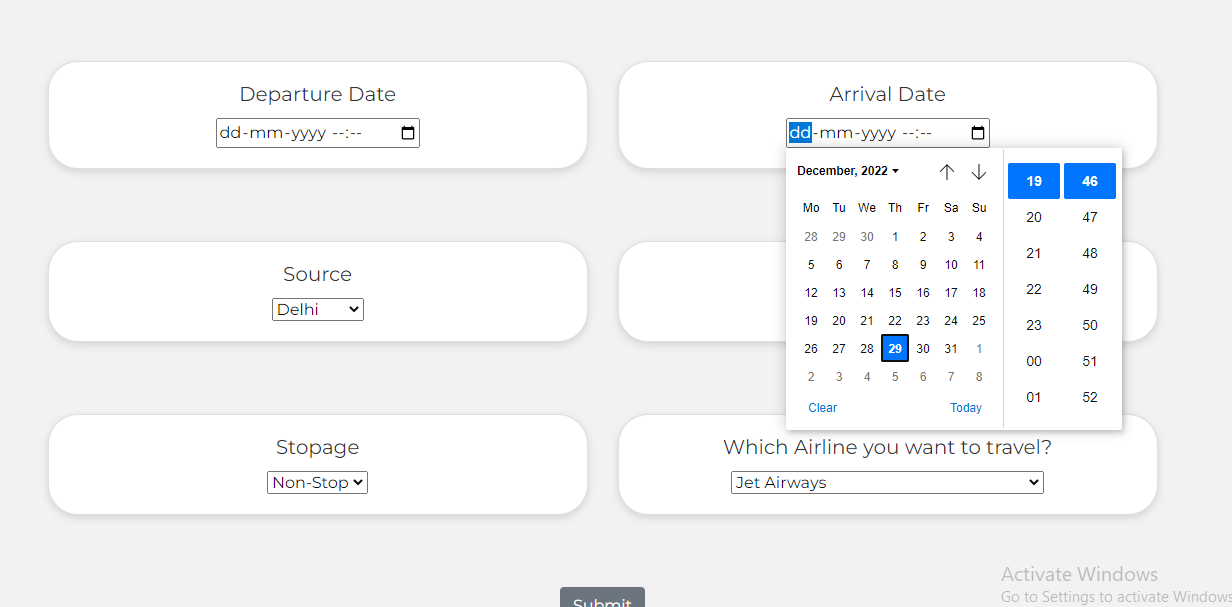 Departure Date
dd-mm-yyyy --:--
Arrival Date
dd-mm-yyyy --:--
December, 2022
Mo Tu We Th Fr Sa Su
28 29 30 1 2 3 4
5 6 7 8 9 10 11
12 13 14 15 16 17 18
19 20 21 22 23 24 25
26 27 28 29 30 31 1
2 3 4 5 6 7 8
Clear Today
19 46
20 47
21 48
22 49
23 50
00 51
01 52
Source
Delhi
Stopage
Non-Stop
Which Airline you want to travel?
Jet Airways
Submit
Activate Windows
Go to Settings to activate Windows